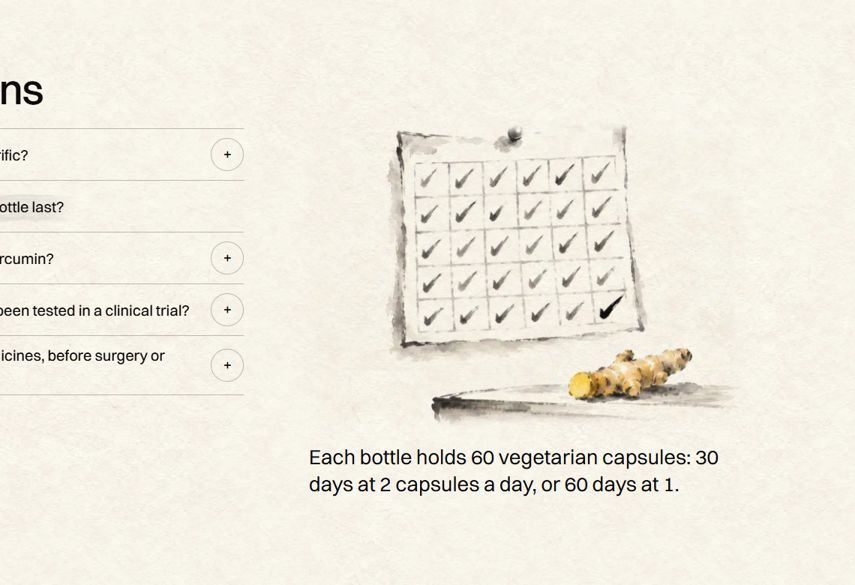 ns
rific?
ottle last?
rcumin?
been tested in a clinical trial?
icines, before surgery or
Each bottle holds 60 vegetarian capsules: 30
days at 2 capsules a day, or 60 days at 1.